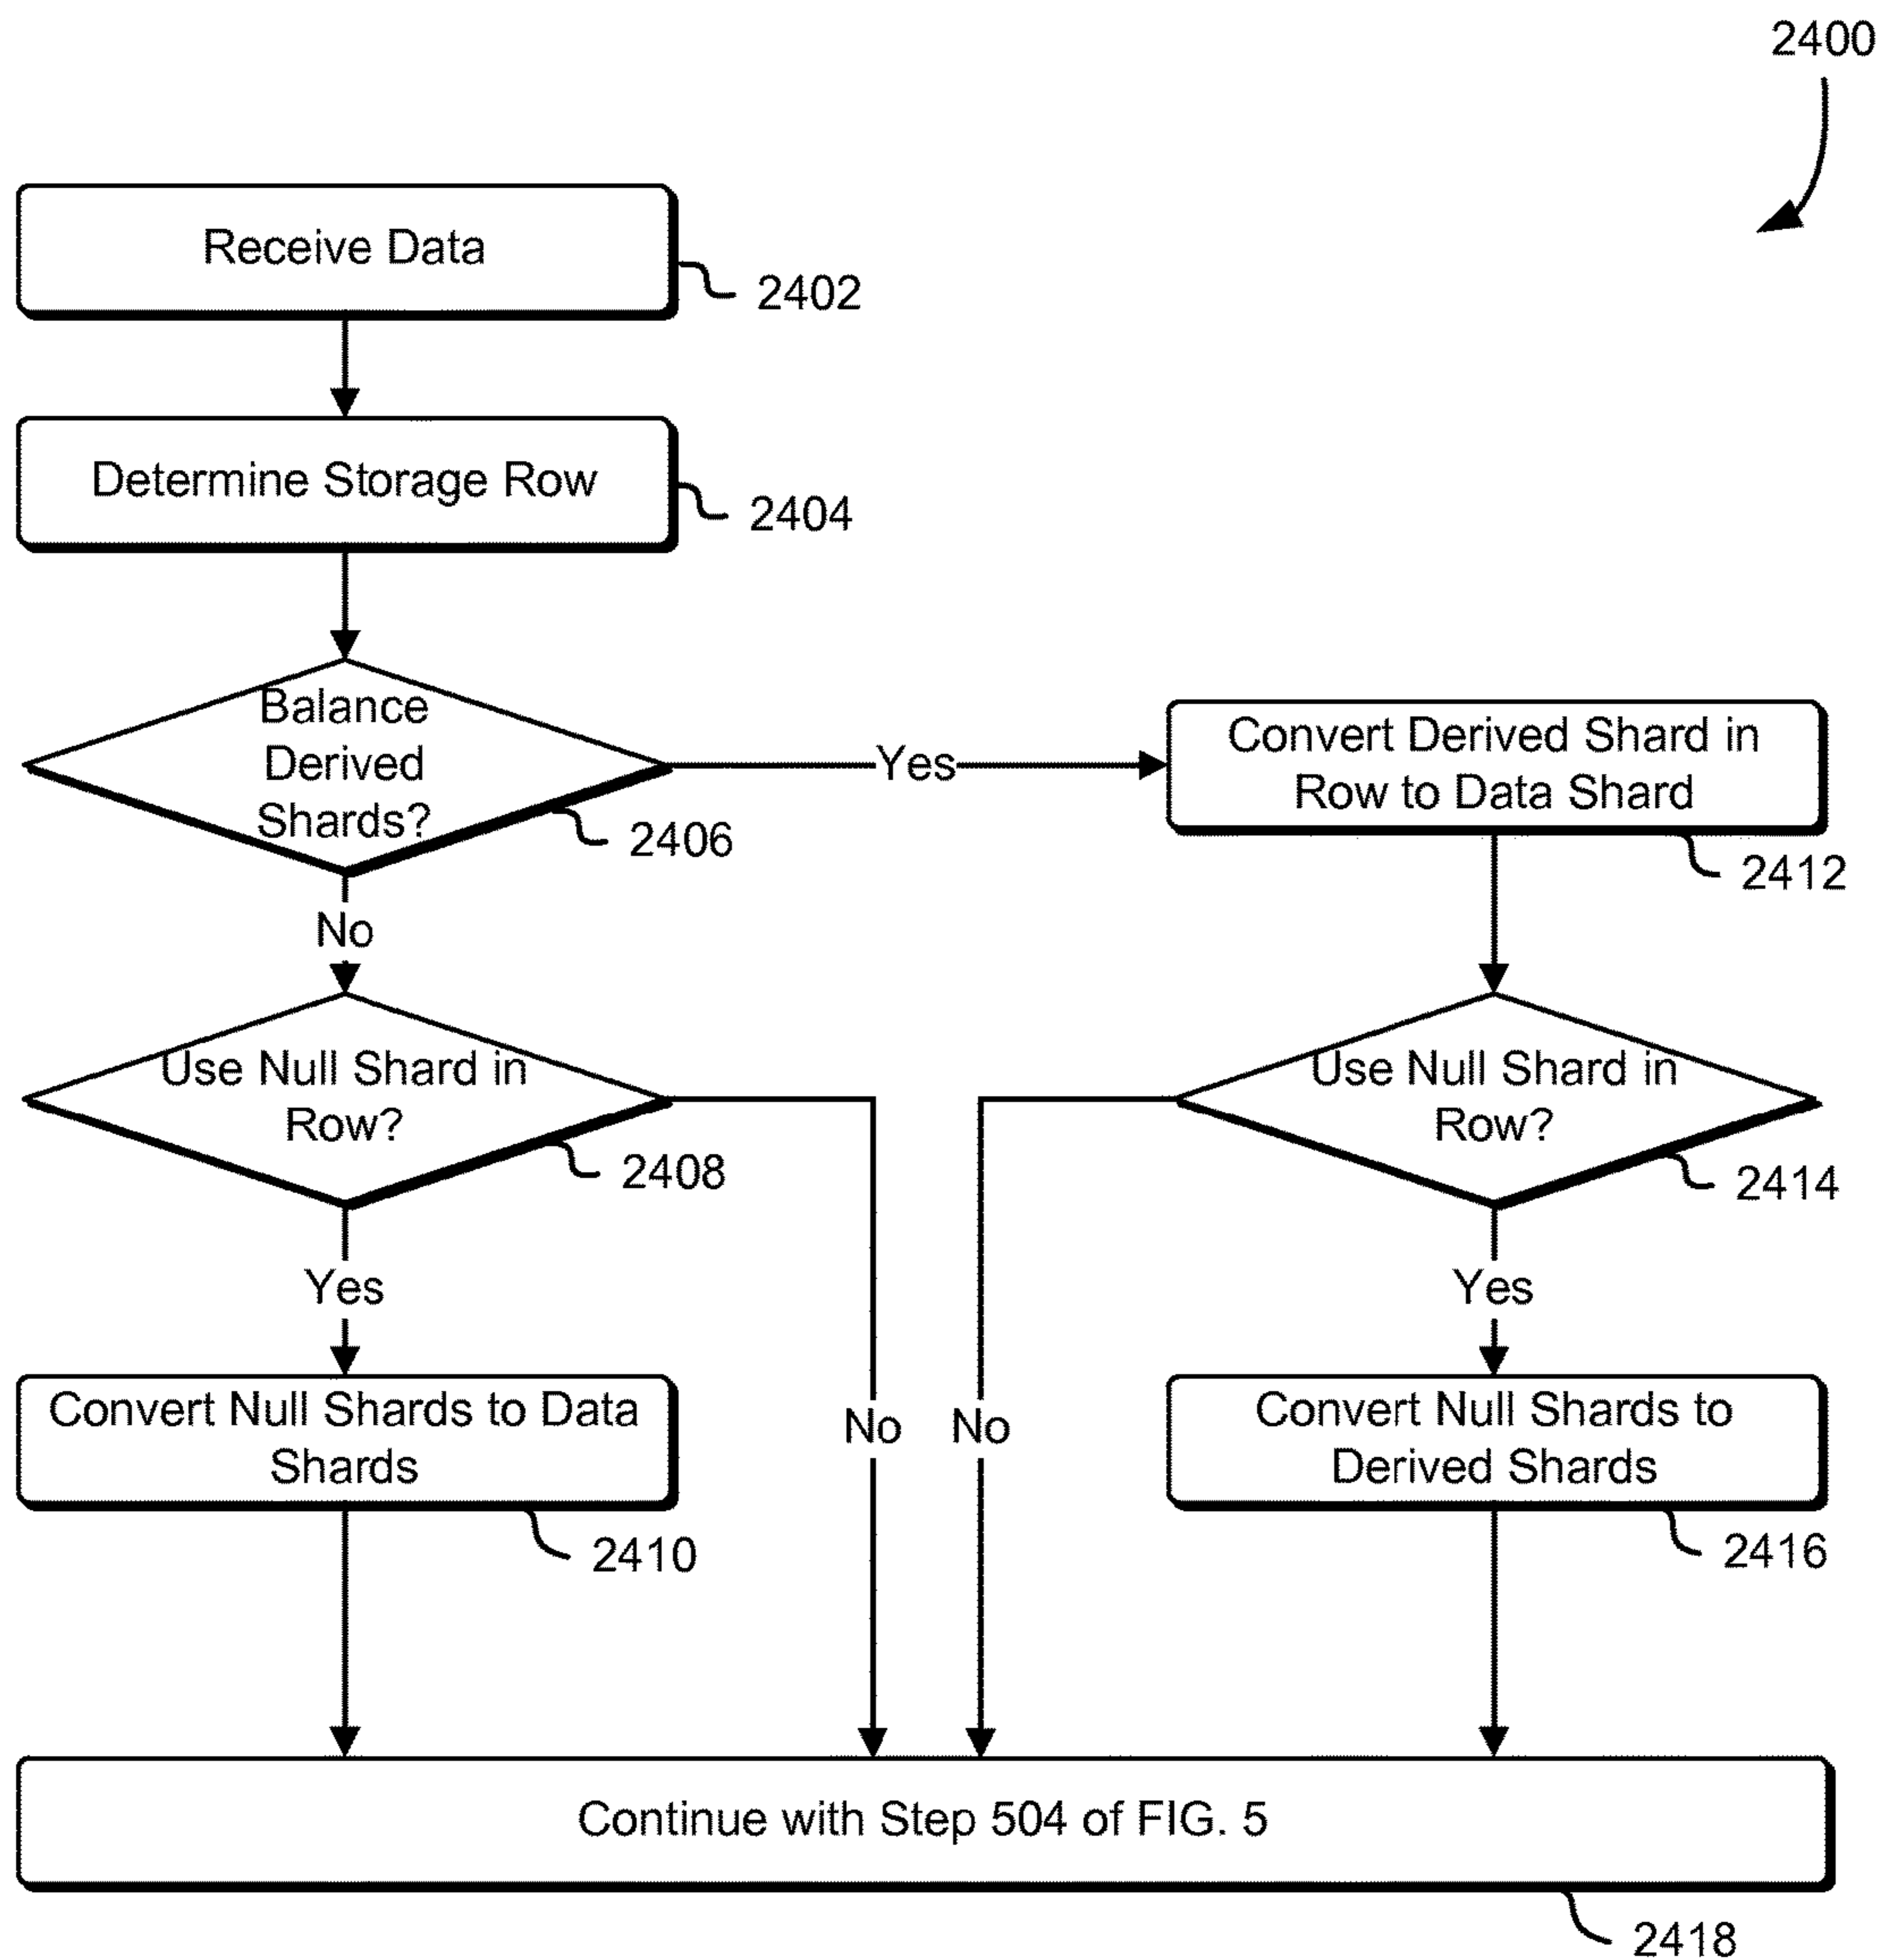 2400
Receive Data
2402
Determine Storage Row
2404
Balance
Derived
Shards?
2406
Yes
Convert Derived Shard in
Row to Data Shard
2412
No
Use Null Shard in
Row?
2408
Use Null Shard in
Row?
2414
Yes
Yes
Convert Null Shards to Data
Shards
2410
No
No
Convert Null Shards to
Derived Shards
2416
Continue with Step 504 of FIG. 5
2418